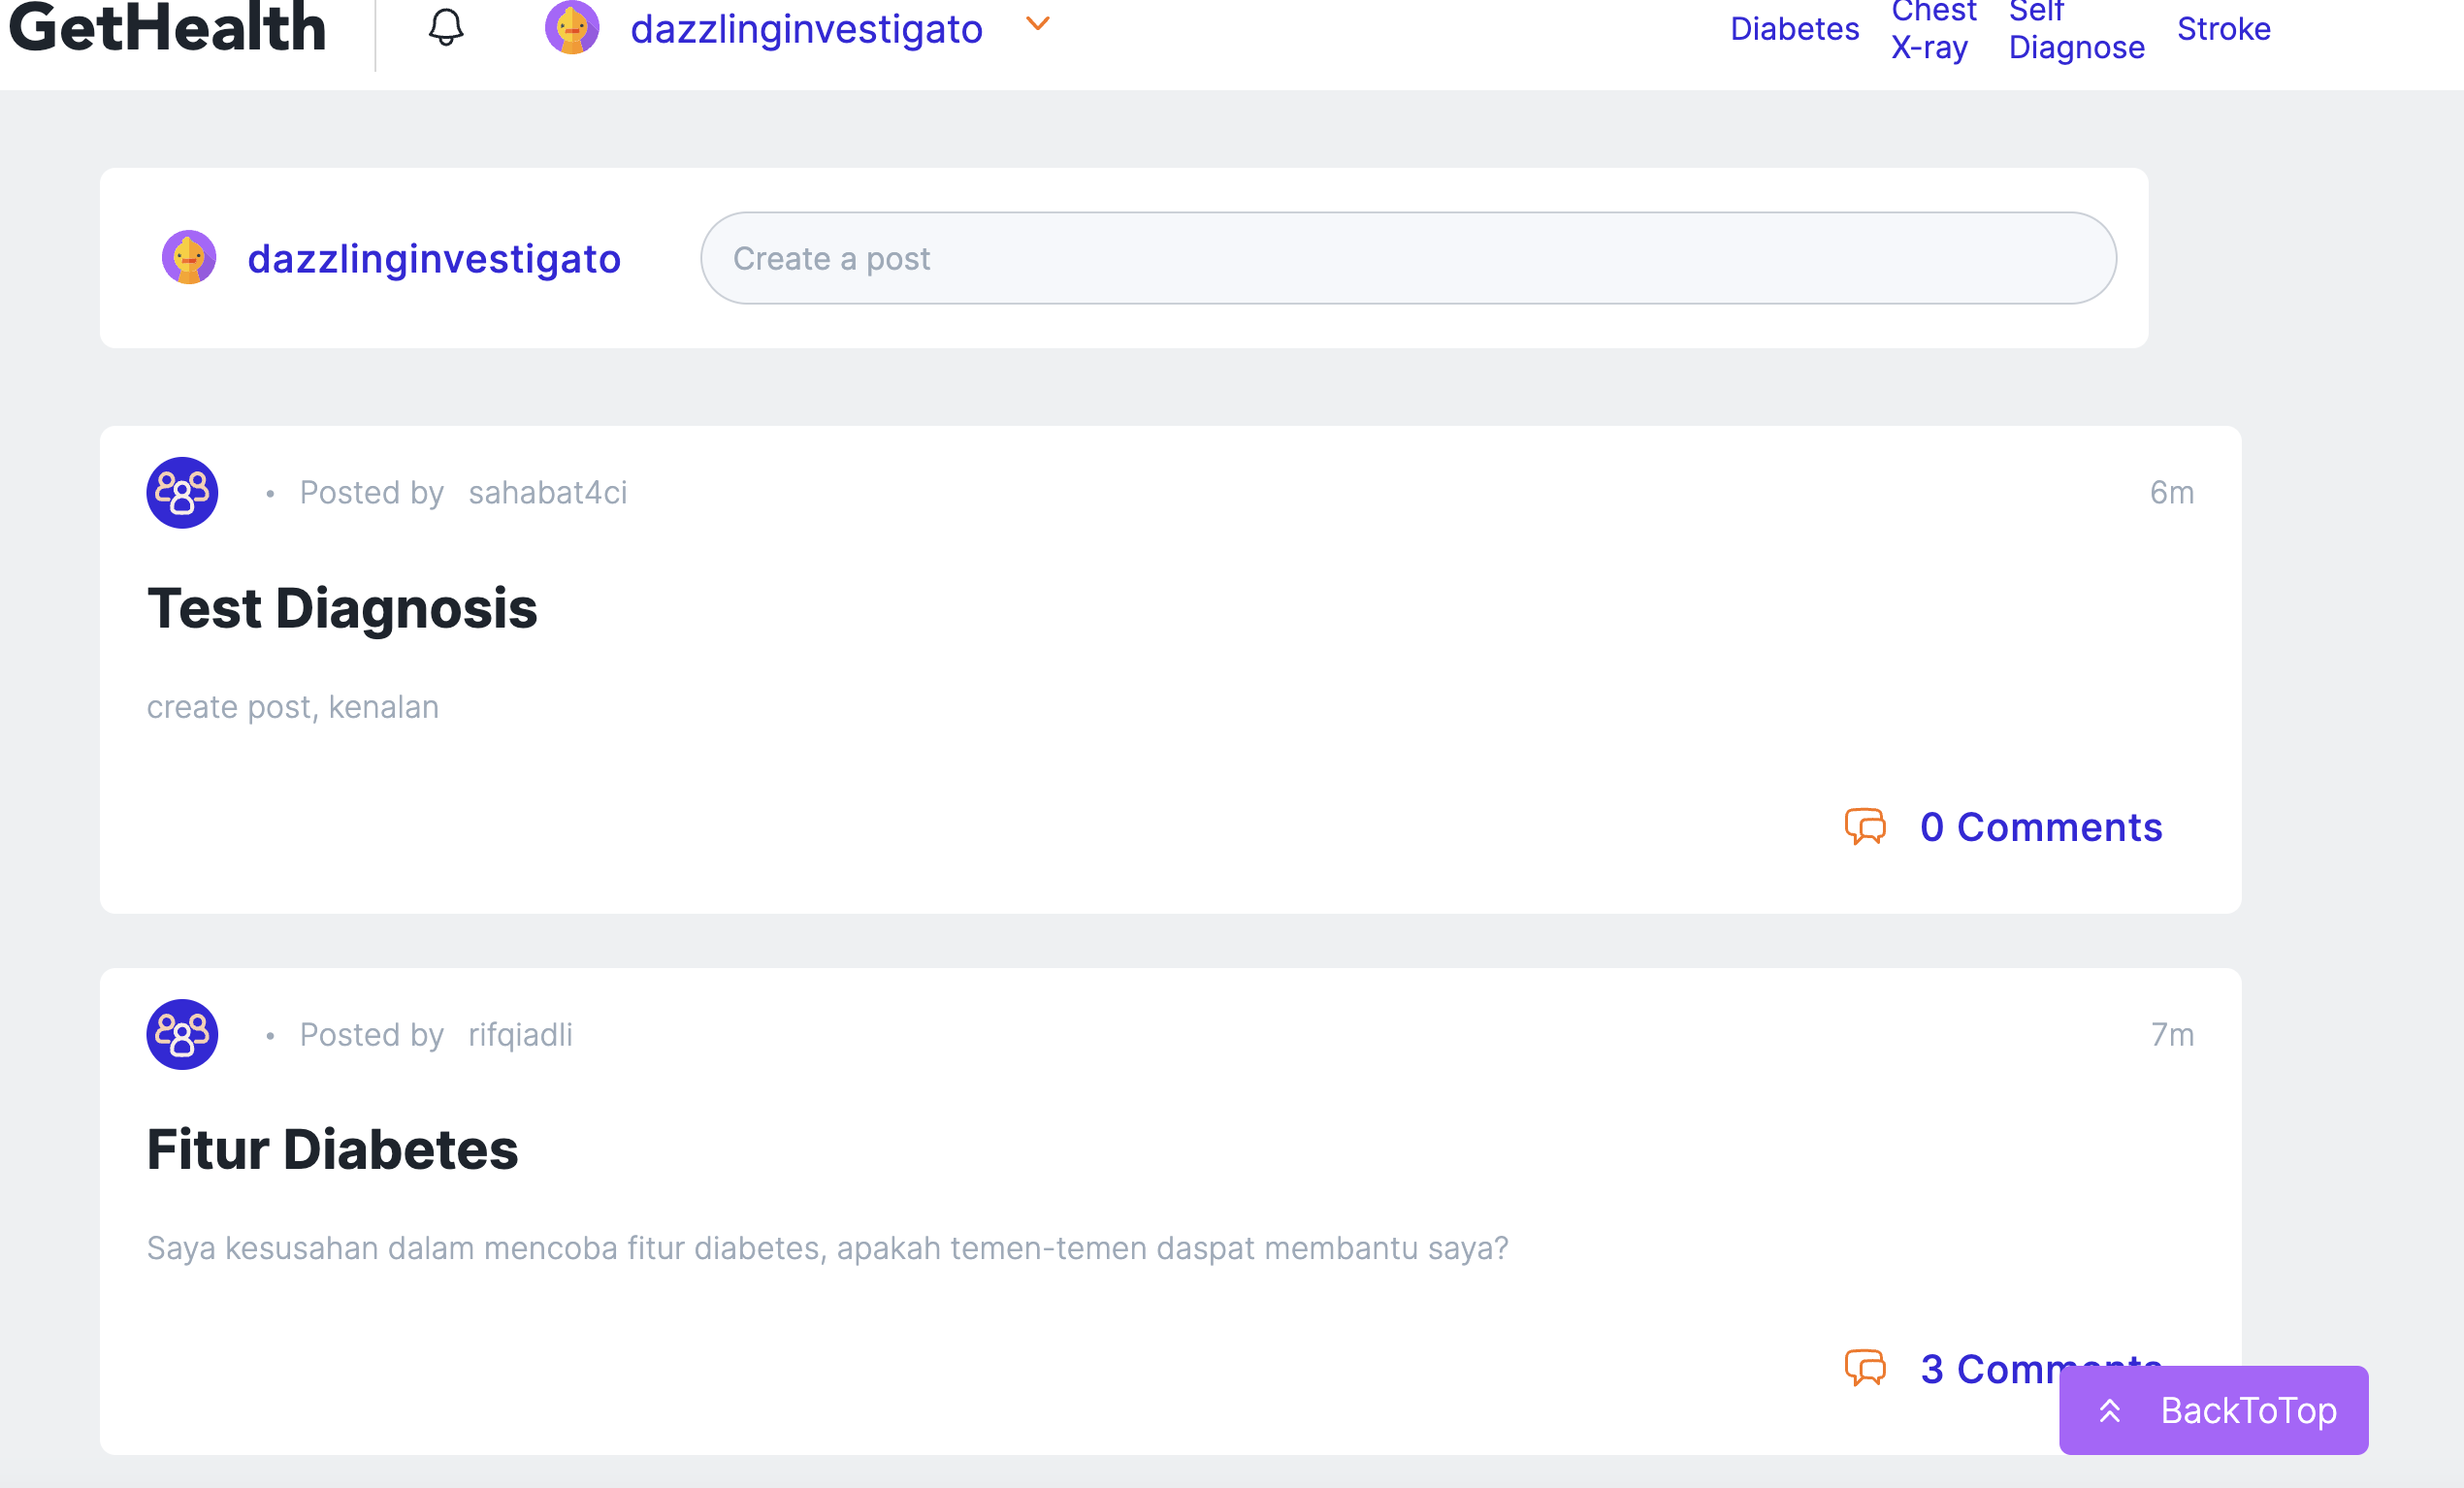 GetHealth
dazzlinginvestigato
Diabetes
Chest
X-ray
Self
Diagnose
Stroke
dazzlinginvestigato
Create a post
• Posted by sahabat4ci
6m
Test Diagnosis
create post, kenalan
0 Comments
• Posted by rifqiadli
7m
Fitur Diabetes
Saya kesusahan dalam mencoba fitur diabetes, apakah temen-temen daspat membantu saya?
3 Comments
BackToTop